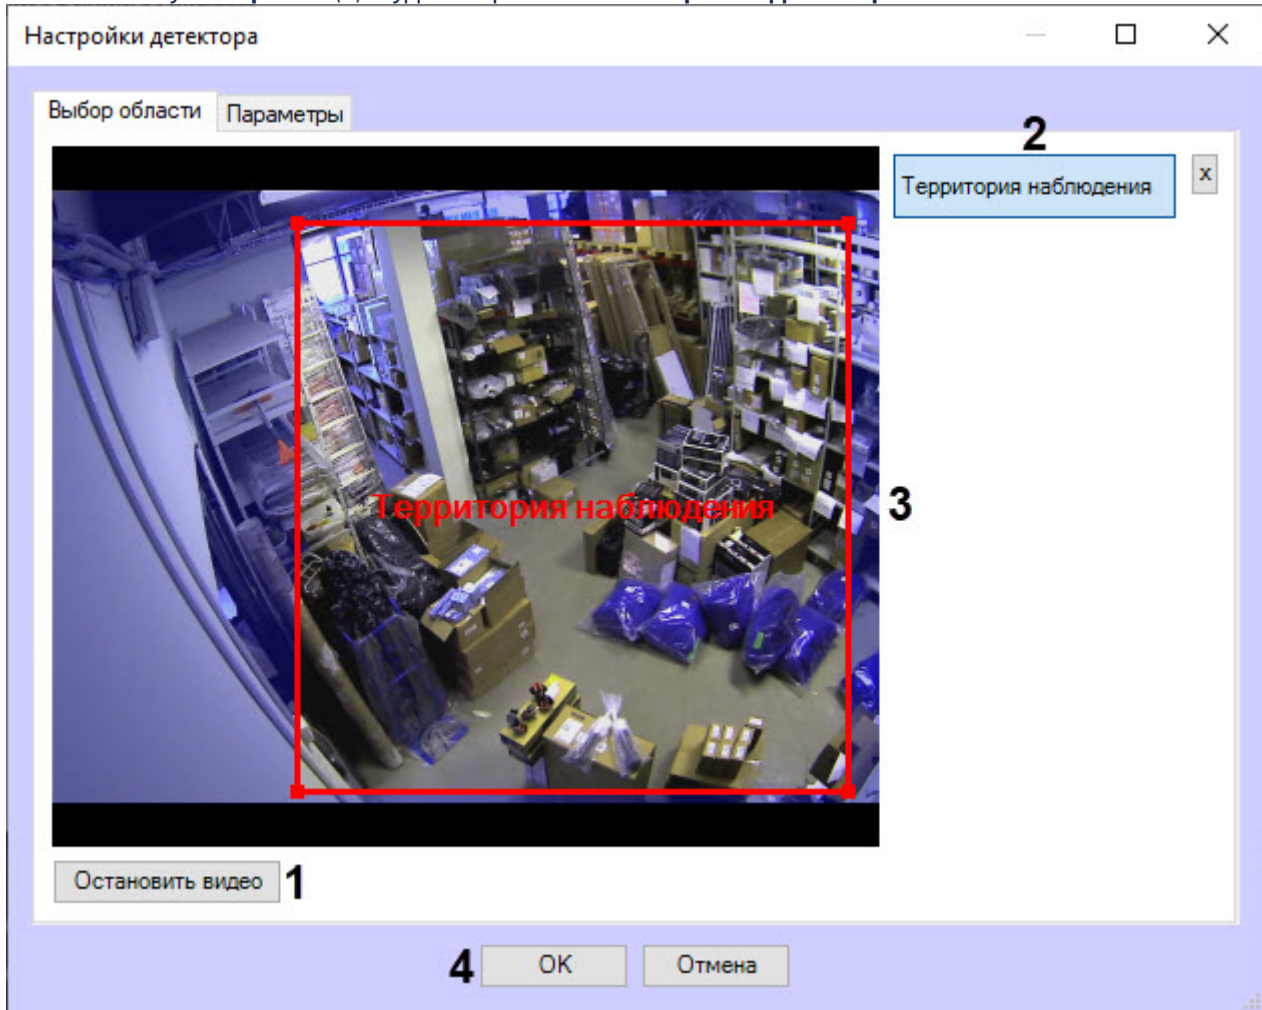 Настройки детектора
Выбор области
Параметры
2
Территория наблюдения
x
Территория наблюдения
3
Остановить видео
1
4
OK
Отмена